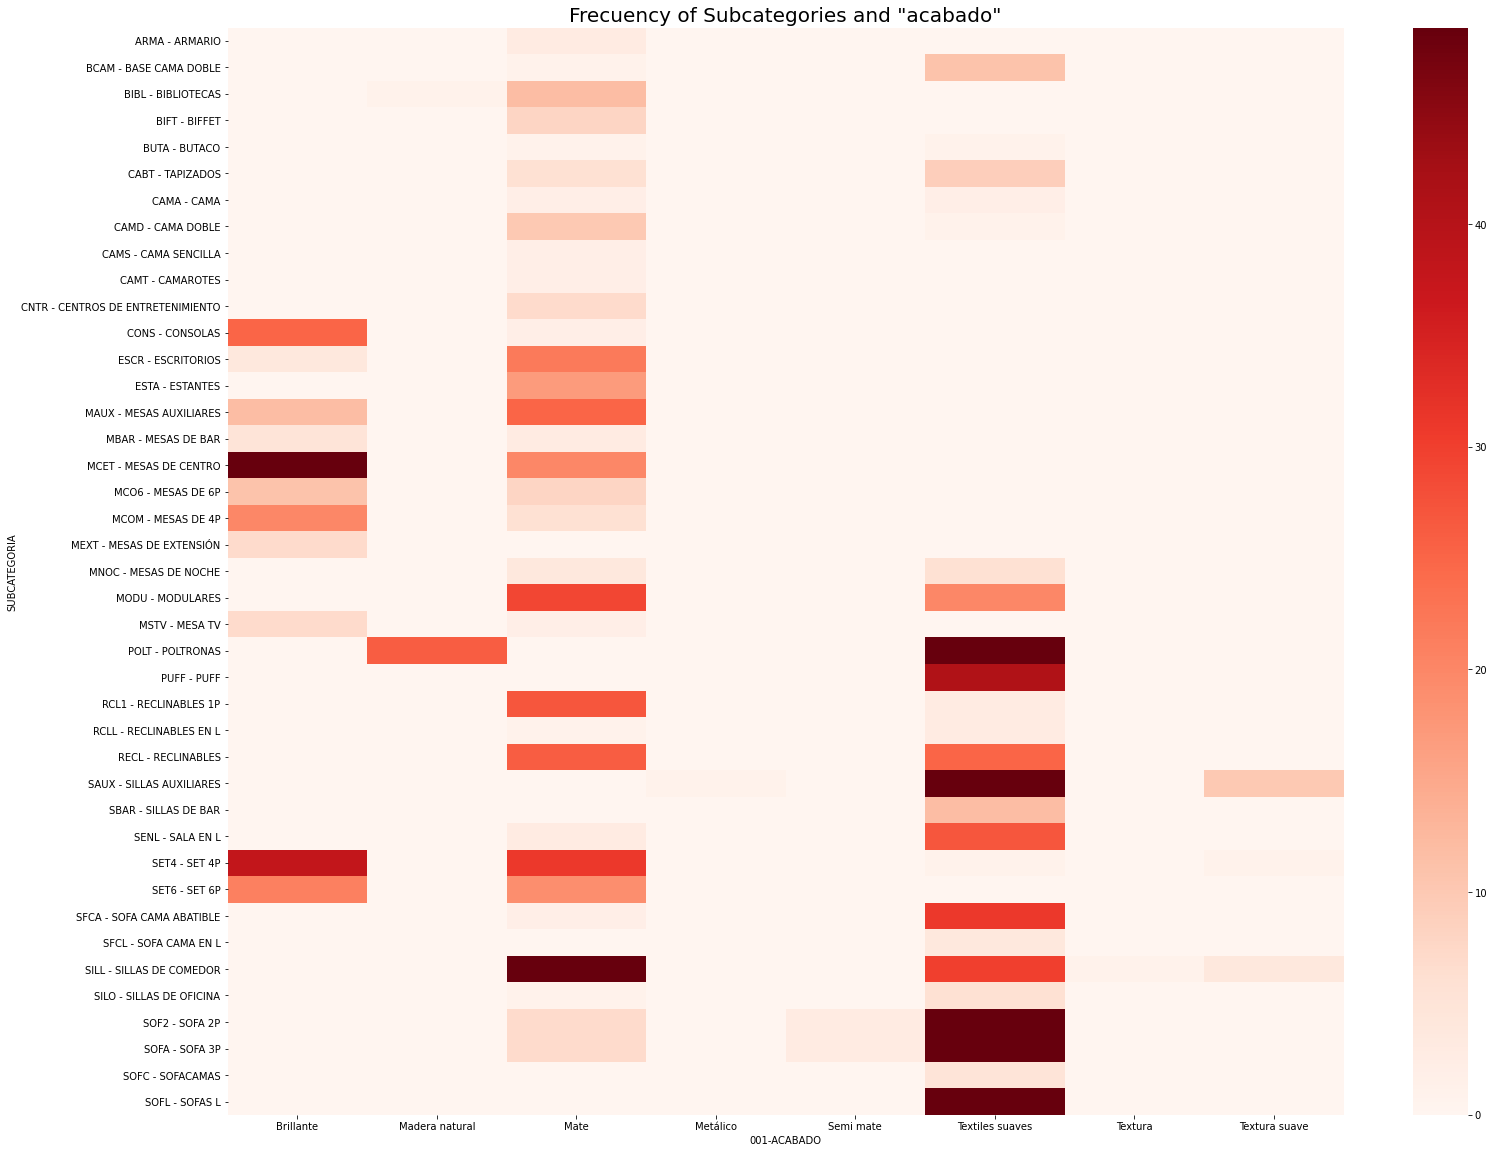 Frecuency of Subcategories and "acabado"
SUBCATEGORIA
ARMA - ARMARIO
BCAM - BASE CAMA DOBLE
BIBL - BIBLIOTECAS
BIFT - BIFFET
BUTA - BUTACO
CABT - TAPIZADOS
CAMA - CAMA
CAMD - CAMA DOBLE
CAMS - CAMA SENCILLA
CAMT - CAMAROTES
CNTR - CENTROS DE ENTRETENIMIENTO
CONS - CONSOLAS
ESCR - ESCRITORIOS
ESTA - ESTANTES
MAUX - MESAS AUXILIARES
MBAR - MESAS DE BAR
MCET - MESAS DE CENTRO
MCO6 - MESAS DE 6P
MCOM - MESAS DE 4P
MEXT - MESAS DE EXTENSIÓN
MNOC - MESAS DE NOCHE
MODU - MODULARES
MSTV - MESA TV
POLT - POLTRONAS
PUFF - PUFF
RCL1 - RECLINABLES 1P
RCLL - RECLINABLES EN L
RECL - RECLINABLES
SAUX - SILLAS AUXILIARES
SBAR - SILLAS DE BAR
SENL - SALA EN L
SET4 - SET 4P
SET6 - SET 6P
SFCA - SOFA CAMA ABATIBLE
SFCL - SOFA CAMA EN L
SILL - SILLAS DE COMEDOR
SILO - SILLAS DE OFICINA
SOF2 - SOFA 2P
SOFA - SOFA 3P
SOFC - SOFACAMAS
SOFL - SOFAS L
Brillante Madera natural Mate Metálico Semi mate Textiles suaves Textura Textura suave
001-ACABADO
40
30
20
10
0